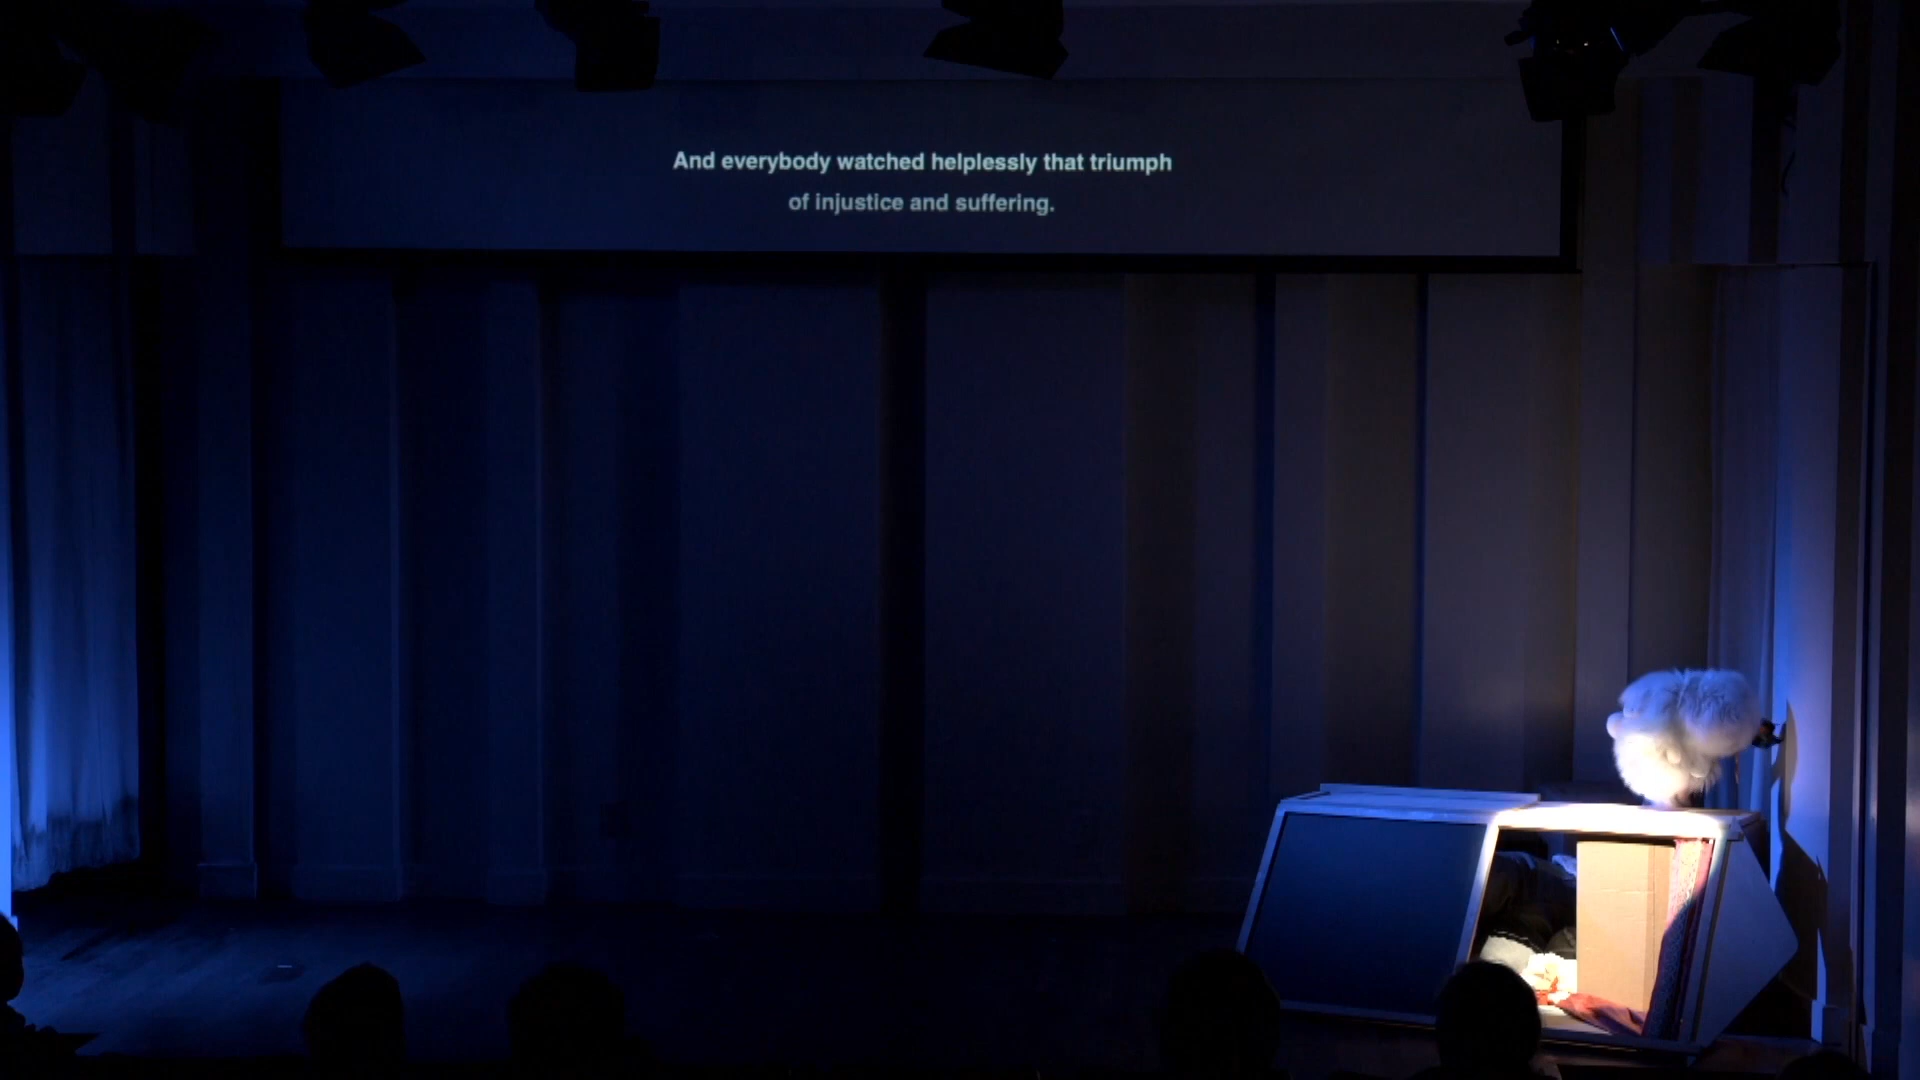 And everybody watched helplessly that triumph
of injustice and suffering.